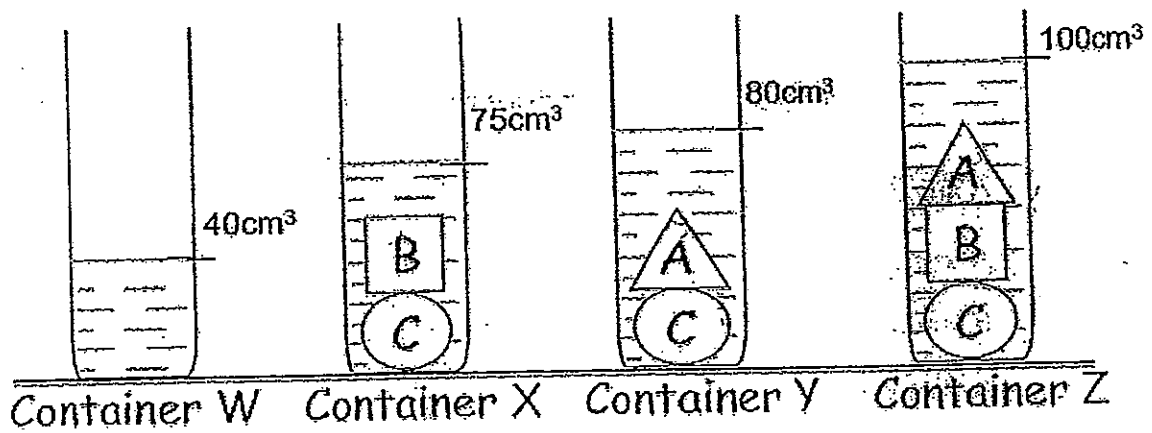 100cm³
80cm³
75cm³
40cm³
A
B
B
A
C
C
C
Container W
Container X
Container Y
Container Z